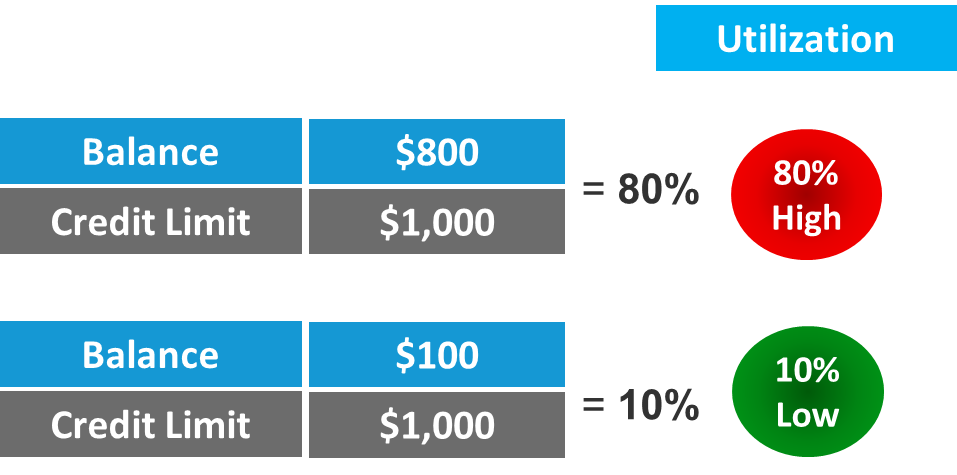 Utilization
Balance $800
= 80%
80%
High
Credit Limit $1,000
Balance $100
= 10%
10%
Low
Credit Limit $1,000